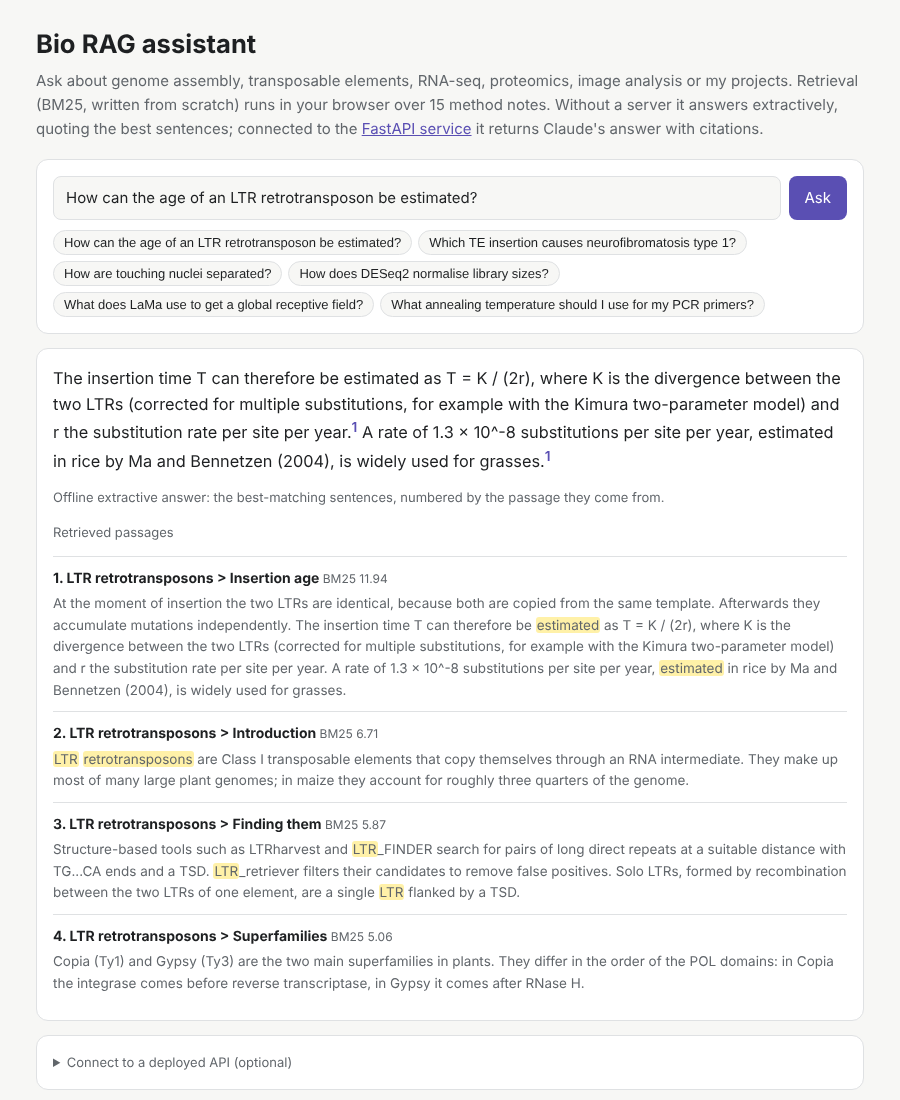 Bio RAG assistant
Ask about genome assembly, transposable elements, RNA-seq, proteomics, image analysis or my projects. Retrieval
(BM25, written from scratch) runs in your browser over 15 method notes. Without a server it answers extractively,
quoting the best sentences; connected to the FastAPI service it returns Claude's answer with citations.
How can the age of an LTR retrotransposon be estimated?
Ask
How can the age of an LTR retrotransposon be estimated?
Which TE insertion causes neurofibromatosis type 1?
How are touching nuclei separated?
How does DESeq2 normalise library sizes?
What does LaMa use to get a global receptive field?
What annealing temperature should I use for my PCR primers?
The insertion time T can therefore be estimated as T = K / (2r), where K is the divergence between the
two LTRs (corrected for multiple substitutions, for example with the Kimura two-parameter model) and
r the substitution rate per site per year.1 A rate of 1.3 × 10^-8 substitutions per site per year, estimated
in rice by Ma and Bennetzen (2004), is widely used for grasses.1
Offline extractive answer: the best-matching sentences, numbered by the passage they come from.
Retrieved passages
1. LTR retrotransposons > Insertion age BM25 11.94
At the moment of insertion the two LTRs are identical, because both are copied from the same template. Afterwards they
accumulate mutations independently. The insertion time T can therefore be estimated as T = K / (2r), where K is the
divergence between the two LTRs (corrected for multiple substitutions, for example with the Kimura two-parameter model)
and r the substitution rate per site per year. A rate of 1.3 × 10^-8 substitutions per site per year, estimated in rice by Ma and
Bennetzen (2004), is widely used for grasses.
2. LTR retrotransposons > Introduction BM25 6.71
LTR retrotransposons are Class I transposable elements that copy themselves through an RNA intermediate. They make up
most of many large plant genomes; in maize they account for roughly three quarters of the genome.
3. LTR retrotransposons > Finding them BM25 5.87
Structure-based tools such as LTRharvest and LTR_FINDER search for pairs of long direct repeats at a suitable distance with
TG...CA ends and a TSD. LTR_retriever filters their candidates to remove false positives. Solo LTRs, formed by recombination
between the two LTRs of one element, are a single LTR flanked by a TSD.
4. LTR retrotransposons > Superfamilies BM25 5.06
Copia (Ty1) and Gypsy (Ty3) are the two main superfamilies in plants. They differ in the order of the POL domains: in Copia
the integrase comes before reverse transcriptase, in Gypsy it comes after RNase H.
Connect to a deployed API (optional)